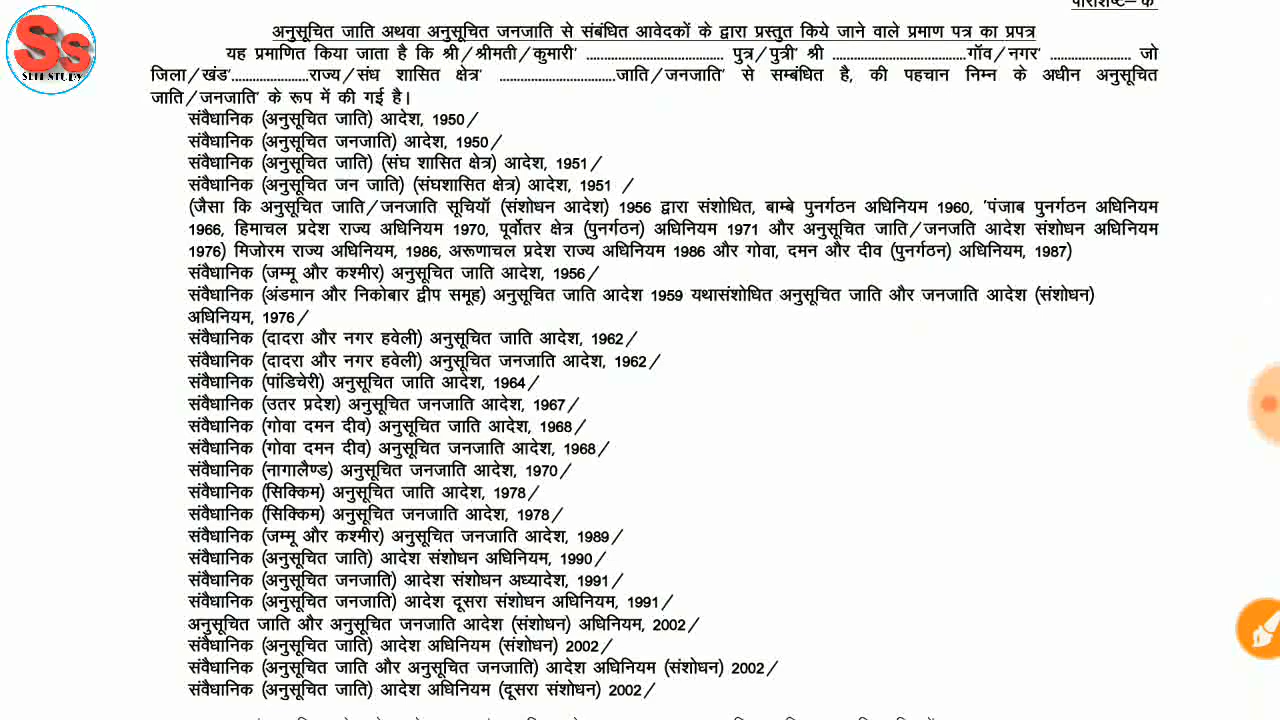 परिशिष्ट– क
Ss
SELF STUDY
अनुसूचित जाति अथवा अनुसूचित जनजाति से संबंधित आवेदकों के द्वारा प्रस्तुत किये जाने वाले प्रमाण पत्र का प्रपत्र
यह प्रमाणित किया जाता है कि श्री/श्रीमती/कुमारी' ................................ पुत्र/पुत्री' श्री ................................गॉव/नगर' ................... जो
जिला/खंड'..................राज्य/संध शासित क्षेत्र' ...........................जाति/जनजाति' से सम्बंधित है, की पहचान निम्न के अधीन अनुसूचित
जाति/जनजाति' के रूप में की गई है।
संवैधानिक (अनुसूचित जाति) आदेश, 1950/
संवैधानिक (अनुसूचित जनजाति) आदेश, 1950/
संवैधानिक (अनुसूचित जाति) (संघ शासित क्षेत्र) आदेश, 1951/
संवैधानिक (अनुसूचित जन जाति) (संघशासित क्षेत्र) आदेश, 1951 /
(जैसा कि अनुसूचित जाति/जनजाति सूचियॉ (संशोधन आदेश) 1956 द्वारा संशोधित, बाम्बे पुनर्गठन अधिनियम 1960, 'पंजाब पुनर्गठन अधिनियम
1966, हिमाचल प्रदेश राज्य अधिनियम 1970, पूर्वोतर क्षेत्र (पुनर्गठन) अधिनियम 1971 और अनुसूचित जाति/जनजति आदेश संशोधन अधिनियम
1976) मिजोरम राज्य अधिनियम, 1986, अरूणाचल प्रदेश राज्य अधिनियम 1986 और गोवा, दमन और दीव (पुनर्गठन) अधिनियम, 1987)
संवैधानिक (जम्मू और कश्मीर) अनुसूचित जाति आदेश, 1956/
संवैधानिक (अंडमान और निकोबार द्वीप समूह) अनुसूचित जाति आदेश 1959 यथासंशोधित अनुसूचित जाति और जनजाति आदेश (संशोधन)
अधिनियम, 1976/
संवैधानिक (दादरा और नगर हवेली) अनुसूचित जाति आदेश, 1962/
संवैधानिक (दादरा और नगर हवेली) अनुसूचित जनजाति आदेश, 1962/
संवैधानिक (पांडिचेरी) अनुसूचित जाति आदेश, 1964/
संवैधानिक (उतर प्रदेश) अनुसूचित जनजाति आदेश, 1967/
संवैधानिक (गोवा दमन दीव) अनुसूचित जाति आदेश, 1968/
संवैधानिक (गोवा दमन दीव) अनुसूचित जनजाति आदेश, 1968/
संवैधानिक (नागालैण्ड) अनुसूचित जनजाति आदेश, 1970/
संवैधानिक (सिक्किम) अनुसूचित जाति आदेश, 1978/
संवैधानिक (सिक्किम) अनुसूचित जनजाति आदेश, 1978/
संवैधानिक (जम्मू और कश्मीर) अनुसूचित जनजाति आदेश, 1989/
संवैधानिक (अनुसूचित जाति) आदेश संशोधन अधिनियम, 1990/
संवैधानिक (अनुसूचित जनजाति) आदेश संशोधन अध्यादेश, 1991/
संवैधानिक (अनुसूचित जनजाति) आदेश दूसरा संशोधन अधिनियम, 1991/
अनुसूचित जाति और अनुसूचित जनजाति आदेश (संशोधन) अधिनियम, 2002/
संवैधानिक (अनुसूचित जाति) आदेश अधिनियम (संशोधन) 2002/
संवैधानिक (अनुसूचित जाति और अनुसूचित जनजाति) आदेश अधिनियम (संशोधन) 2002/
संवैधानिक (अनुसूचित जाति) आदेश अधिनियम (दूसरा संशोधन) 2002/